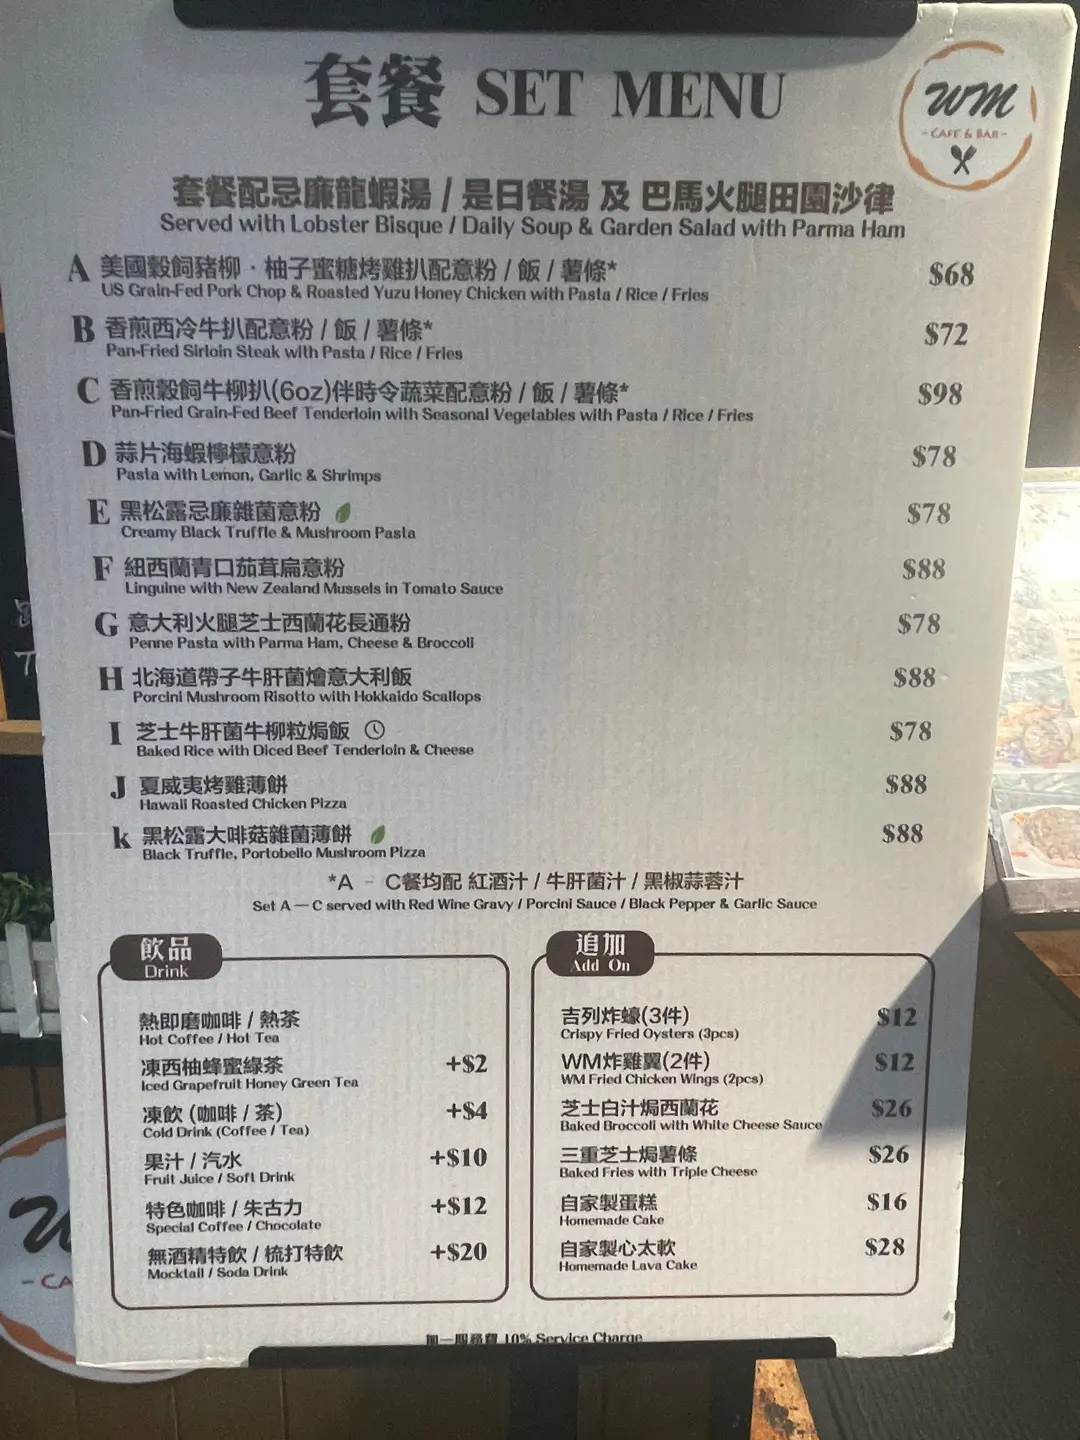 套餐 SET MENU
WM
- CAFE & BAR -
套餐配忌廉龍蝦湯 / 是日餐湯 及 巴馬火腿田園沙律
Served with Lobster Bisque / Daily Soup & Garden Salad with Parma Ham
A 美國穀飼豬柳 · 柚子蜜糖烤雞扒配意粉 / 飯 / 薯條* $68
US Grain-Fed Pork Chop & Roasted Yuzu Honey Chicken with Pasta / Rice / Fries
B 香煎西冷牛扒配意粉 / 飯 / 薯條* $72
Pan-Fried Sirloin Steak with Pasta / Rice / Fries
C 香煎穀飼牛柳扒(6oz)伴時令蔬菜配意粉 / 飯 / 薯條* $98
Pan-Fried Grain-Fed Beef Tenderloin with Seasonal Vegetables with Pasta / Rice / Fries
D 蒜片海蝦檸檬意粉 $78
Pasta with Lemon, Garlic & Shrimps
E 黑松露忌廉雜菌意粉 $78
Creamy Black Truffle & Mushroom Pasta
F 紐西蘭青口茄茸扁意粉 $88
Linguine with New Zealand Mussels in Tomato Sauce
G 意大利火腿芝士西蘭花長通粉 $78
Penne Pasta with Parma Ham, Cheese & Broccoli
H 北海道帶子牛肝菌燴意大利飯 $88
Porcini Mushroom Risotto with Hokkaido Scallops
I 芝士牛肝菌牛柳粒焗飯 $78
Baked Rice with Diced Beef Tenderloin & Cheese
J 夏威夷烤雞薄餅 $88
Hawaii Roasted Chicken Pizza
k 黑松露大啡菇雜菌薄餅 $88
Black Truffle, Portobello Mushroom Pizza
*A - C餐均配 紅酒汁 / 牛肝菌汁 / 黑椒蒜蓉汁
Set A — C served with Red Wine Gravy / Porcini Sauce / Black Pepper & Garlic Sauce
飲品
Drink
熱即磨咖啡 / 熱茶
Hot Coffee / Hot Tea
凍西柚蜂蜜綠茶 +$2
Iced Grapefruit Honey Green Tea
凍飲 (咖啡 / 茶) +$4
Cold Drink (Coffee / Tea)
果汁 / 汽水 +$10
Fruit Juice / Soft Drink
特色咖啡 / 朱古力 +$12
Special Coffee / Chocolate
無酒精特飲 / 梳打特飲 +$20
Mocktail / Soda Drink
追加
Add On
吉列炸蠔(3件) $12
Crispy Fried Oysters (3pcs)
WM炸雞翼(2件) $12
WM Fried Chicken Wings (2pcs)
芝士白汁焗西蘭花 $26
Baked Broccoli with White Cheese Sauce
三重芝士焗薯條 $26
Baked Fries with Triple Cheese
自家製蛋糕 $16
Homemade Cake
自家製心太軟 $28
Homemade Lava Cake
加一服務費 10% Service Charge